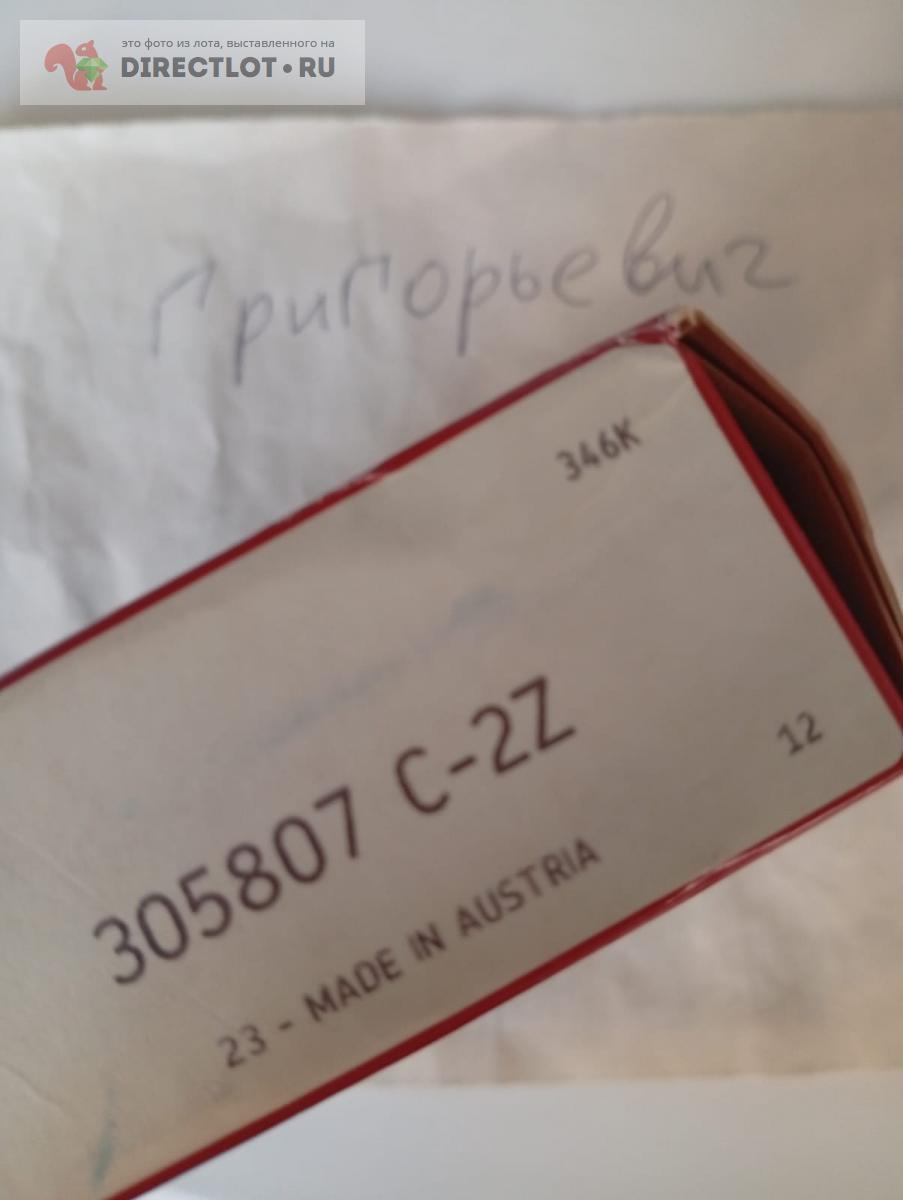 это фото из лота, выставленного на
DIRECTLOT.RU
Григорьевич
346K
305807 C-2Z
12
23 - MADE IN AUSTRIA